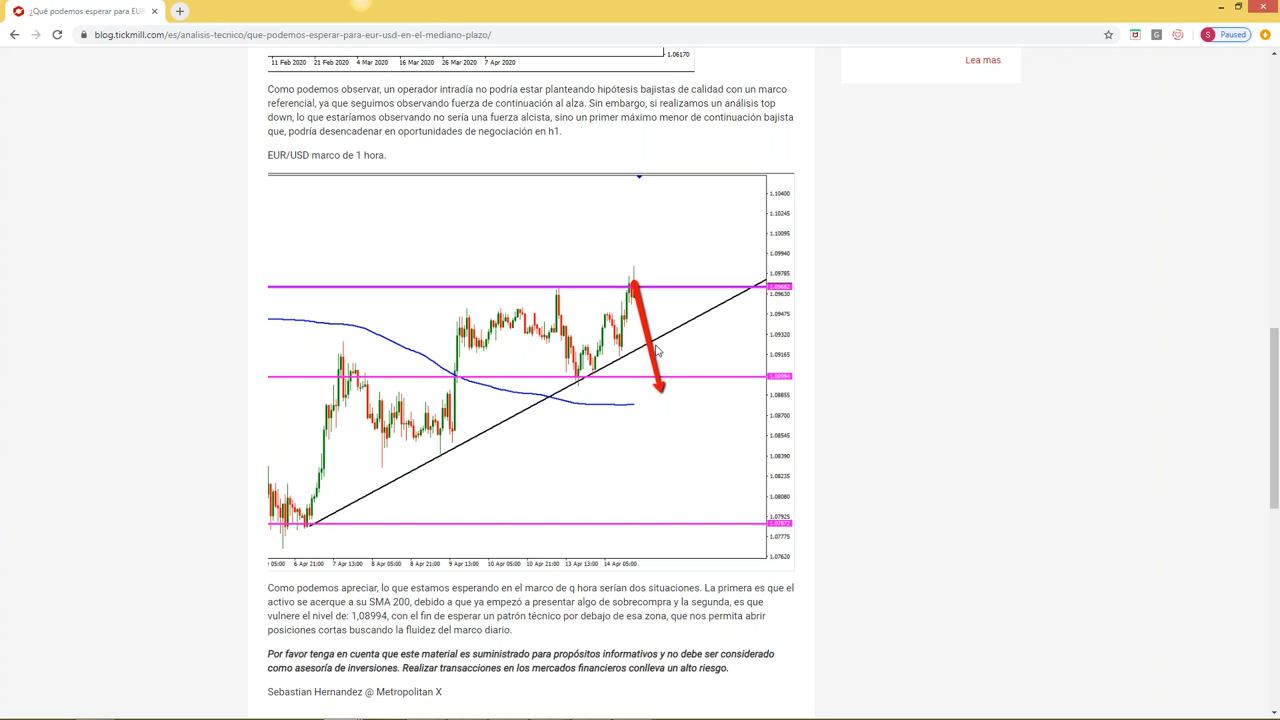 ¿Qué podemos esperar para EUR
blog.tickmill.com/es/analisis-tecnico/que-podemos-esperar-para-eur-usd-en-el-mediano-plazo/
S Paused
1.06170
11 Feb 2020 21 Feb 2020 4 Mar 2020 16 Mar 2020 26 Mar 2020 7 Apr 2020
Lea mas
Como podemos observar, un operador intradía no podría estar planteando hipótesis bajistas de calidad con un marco
referencial, ya que seguimos observando fuerza de continuación al alza. Sin embargo, si realizamos un análisis top
down, lo que estaríamos observando no sería una fuerza alcista, sino un primer máximo menor de continuación bajista
que, podría desencadenar en oportunidades de negociación en h1.
EUR/USD marco de 1 hora.
1.10400
1.10245
1.10095
1.09940
1.09785
1.09682
1.09630
1.09475
1.09320
1.09165
1.08994
1.08855
1.08700
1.08545
1.08390
1.08235
1.08080
1.07925
1.07873
1.07775
1.07620
05:00 6 Apr 21:00 7 Apr 13:00 8 Apr 05:00 8 Apr 21:00 9 Apr 13:00 10 Apr 05:00 10 Apr 21:00 13 Apr 13:00 14 Apr 05:00
Como podemos apreciar, lo que estamos esperando en el marco de q hora serían dos situaciones. La primera es que el
activo se acerque a su SMA 200, debido a que ya empezó a presentar algo de sobrecompra y la segunda, es que
vulnere el nivel de: 1,08994, con el fin de esperar un patrón técnico por debajo de esa zona, que nos permita abrir
posiciones cortas buscando la fluidez del marco diario.
Por favor tenga en cuenta que este material es suministrado para propósitos informativos y no debe ser considerado
como asesoría de inversiones. Realizar transacciones en los mercados financieros conlleva un alto riesgo.
Sebastian Hernandez @ Metropolitan X